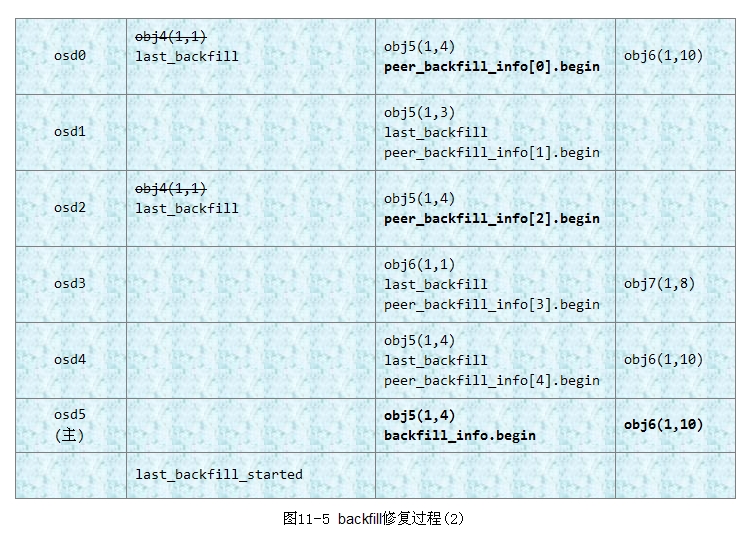 osd0
obj4(1,1)
last_backfill
obj5(1,4)
peer_backfill_info[0].begin
obj6(1,10)
osd1
obj5(1,3)
last_backfill
peer_backfill_info[1].begin
osd2
obj4(1,1)
last_backfill
obj5(1,4)
peer_backfill_info[2].begin
osd3
obj6(1,1)
last_backfill
peer_backfill_info[3].begin
obj7(1,8)
osd4
obj5(1,4)
last_backfill
peer_backfill_info[4].begin
obj6(1,10)
osd5
(主)
obj5(1,4)
backfill_info.begin
obj6(1,10)
last_backfill_started
图11-5 backfill修复过程(2)